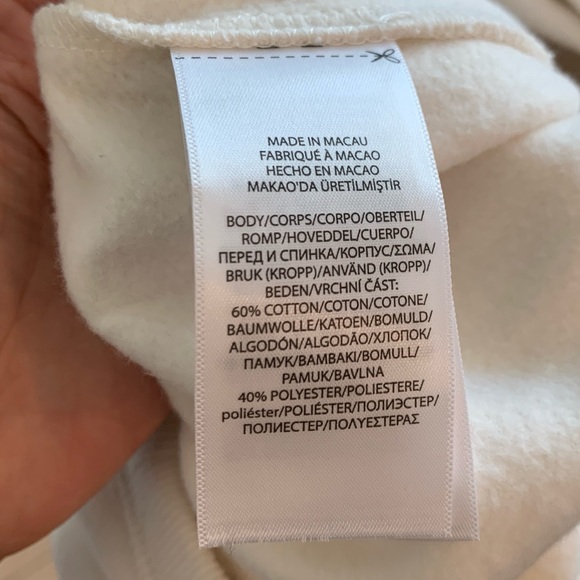 MADE IN MACAU
FABRIQUÉ À MACAO
HECHO EN MACAO
MAKAO'DA ÜRETİLMİŞTİR
BODY/CORPS/CORPO/OBERTEIL/
ROMP/HOVEDDEL/CUERPO/
ПЕРЕД И СПИНКА/КОРПУС/ΣΩΜΑ/
BRUK (KROPP)/ANVÄND (KROPP)/
BEDEN/VRCHNÍ ČÁST:
60% COTTON/COTON/COTONE/
BAUMWOLLE/KATOEN/BOMULD/
ALGODÓN/ALGODÃO/ХЛОПОК/
ПАМУК/ΒΑΜΒΑΚΙ/BOMULL/
PAMUK/BAVLNA
40% POLYESTER/POLIESTERE/
poliéster/POLIÉSTER/ПОЛИЭСТЕР/
ПОЛИЕСТЕР/ΠΟΛΥΕΣΤΕΡΑΣ